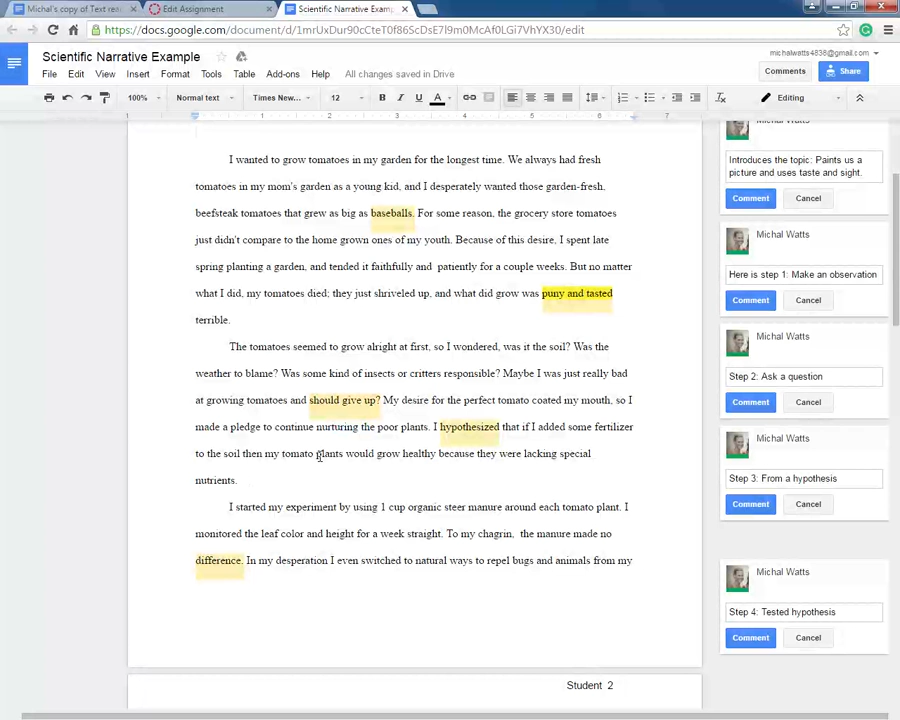 Michal's copy of Text re
Edit Assignment
Scientific Narrative Examp
https://docs.google.com/document/d/1mrUxDur90cCteT0f86ScDsE7I9m0McAf0LGi7VhYX30/edit
Scientific Narrative Example
michalwatts4838@gmail.com
File Edit View Insert Format Tools Table Add-ons Help All changes saved in Drive
Comments
Share
100% Normal text Times New... 12 B I U A Editing
1 1 2 3 4 5 6 7
I wanted to grow tomatoes in my garden for the longest time. We always had fresh
tomatoes in my mom's garden as a young kid, and I desperately wanted those garden-fresh,
beefsteak tomatoes that grew as big as baseballs. For some reason, the grocery store tomatoes
just didn't compare to the home grown ones of my youth. Because of this desire, I spent late
spring planting a garden, and tended it faithfully and patiently for a couple weeks. But no matter
what I did, my tomatoes died; they just shriveled up, and what did grow was puny and tasted
terrible.
The tomatoes seemed to grow alright at first, so I wondered, was it the soil? Was the
weather to blame? Was some kind of insects or critters responsible? Maybe I was just really bad
at growing tomatoes and should give up? My desire for the perfect tomato coated my mouth, so I
made a pledge to continue nurturing the poor plants. I hypothesized that if I added some fertilizer
to the soil then my tomato plants would grow healthy because they were lacking special
nutrients.
I started my experiment by using 1 cup organic steer manure around each tomato plant. I
monitored the leaf color and height for a week straight. To my chagrin, the manure made no
difference. In my desperation I even switched to natural ways to repel bugs and animals from my
Student 2
Michal Watts
Introduces the topic: Paints us a
picture and uses taste and sight.
Comment Cancel
Michal Watts
Here is step 1: Make an observation
Comment Cancel
Michal Watts
Step 2: Ask a question
Comment Cancel
Michal Watts
Step 3: From a hypothesis
Comment Cancel
Michal Watts
Step 4: Tested hypothesis
Comment Cancel